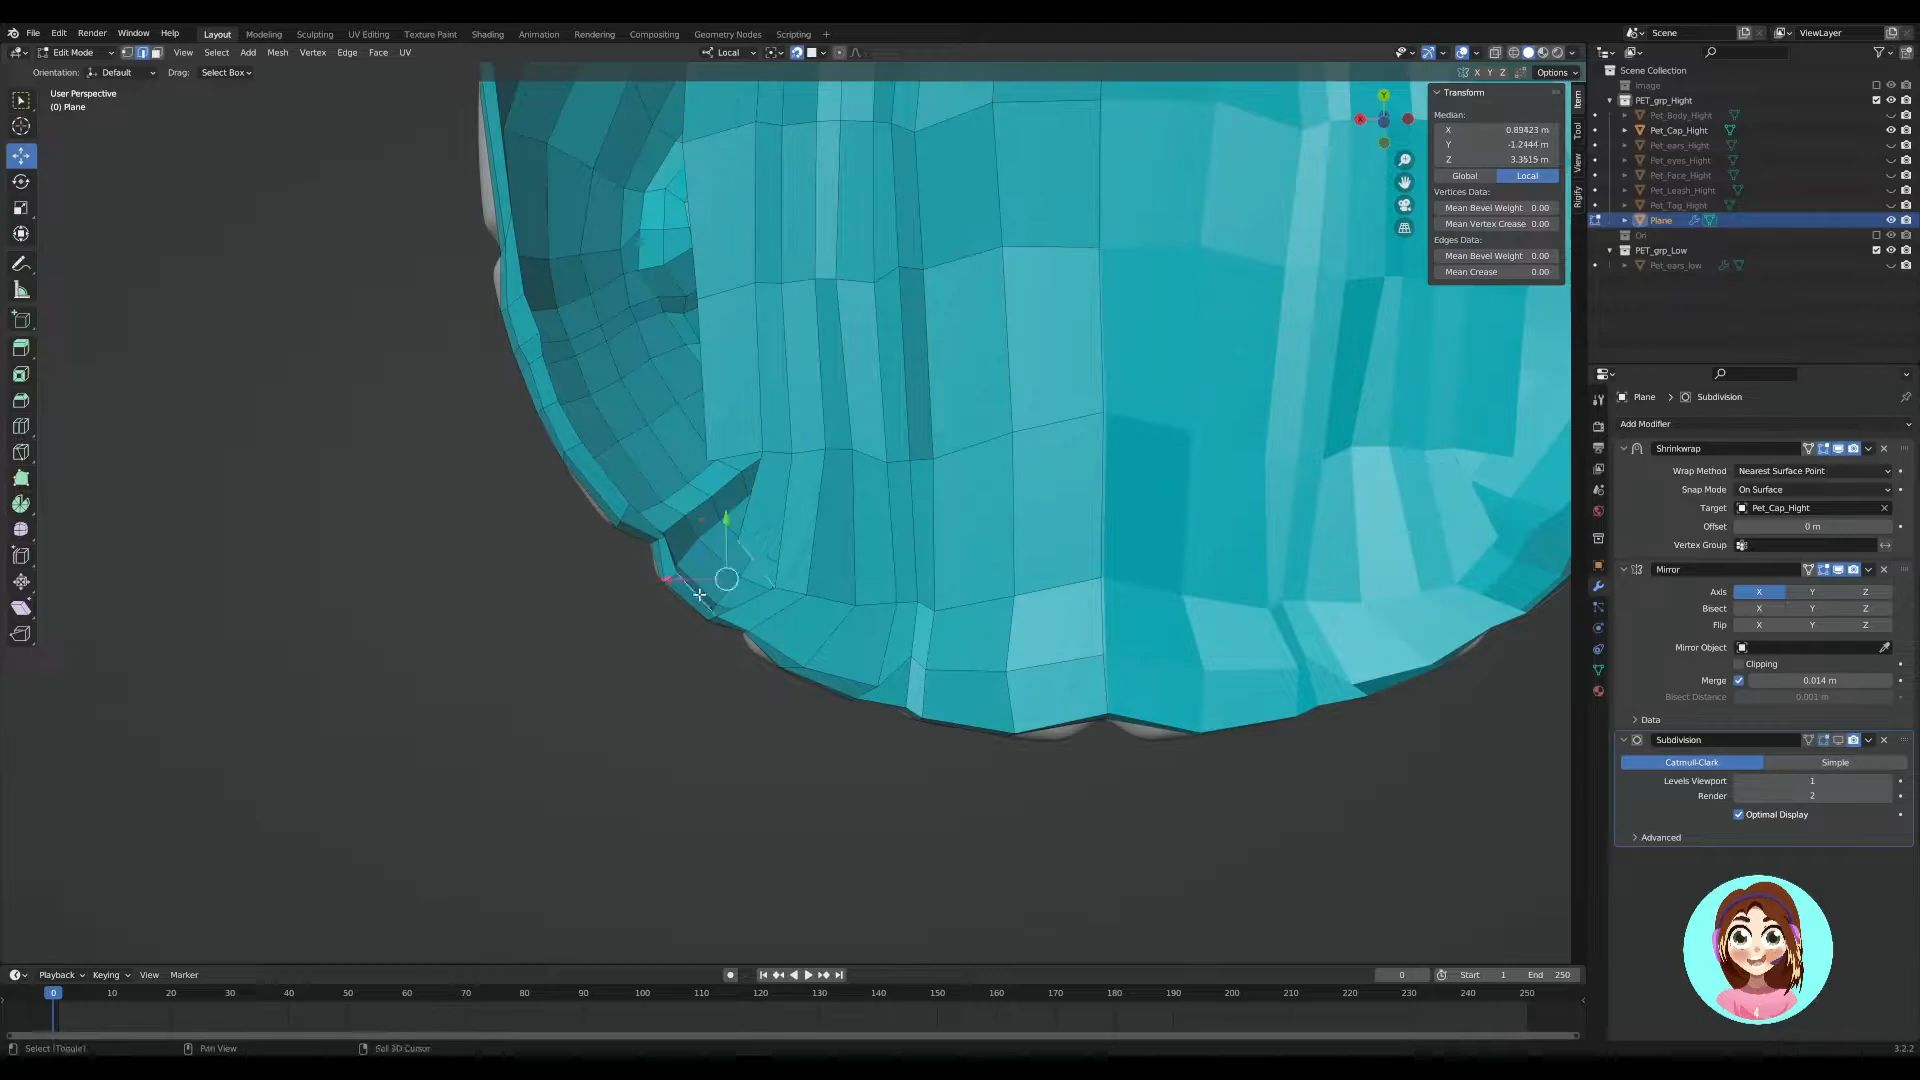 File Edit Render Window Help Layout Modeling Sculpting UV Editing Texture Paint Shading Animation Rendering Compositing Geometry Nodes Scripting + Scene ViewLayer
Edit Mode View Select Add Mesh Vertex Edge Face UV Local
Orientation: Default Drag: Select Box X Y Z Options
User Perspective
(0) Plane
Y
Transform
Median:
X 0.89423 m
Y -1.2444 m
Z 3.3515 m
Global Local
Vertices Data:
Mean Bevel Weight 0.00
Mean Vertex Crease 0.00
Edges Data:
Mean Bevel Weight 0.00
Mean Crease 0.00
Item
Tool
View
Rigify
Scene Collection
Image
PET_grp_Hight
Pet_Body_Hight
Pet_Cap_Hight
Pet_ears_Hight
Pet_eyes_Hight
Pet_Face_Hight
Pet_Leash_Hight
Pet_Tag_Hight
Plane
Ori
PET_grp_Low
Pet_ears_low
Plane > Subdivision
Add Modifier
Shrinkwrap
Wrap Method Nearest Surface Point
Snap Mode On Surface
Target Pet_Cap_Hight
Offset 0 m
Vertex Group
Mirror
Axis X Y Z
Bisect X Y Z
Flip X Y Z
Mirror Object
Clipping
Merge 0.014 m
Bisect Distance 0.001 m
Data
Subdivision
Catmull-Clark Simple
Levels Viewport 1
Render 2
Optimal Display
Advanced
Playback Keying View Marker 0 Start 1 End 250
0 10 20 30 40 50 60 70 80 90 100 110 120 130 140 150 160 170 180 190 200 210 220 230 240 250
Select (Toggle) Pan View Set 3D Cursor 3.2.2